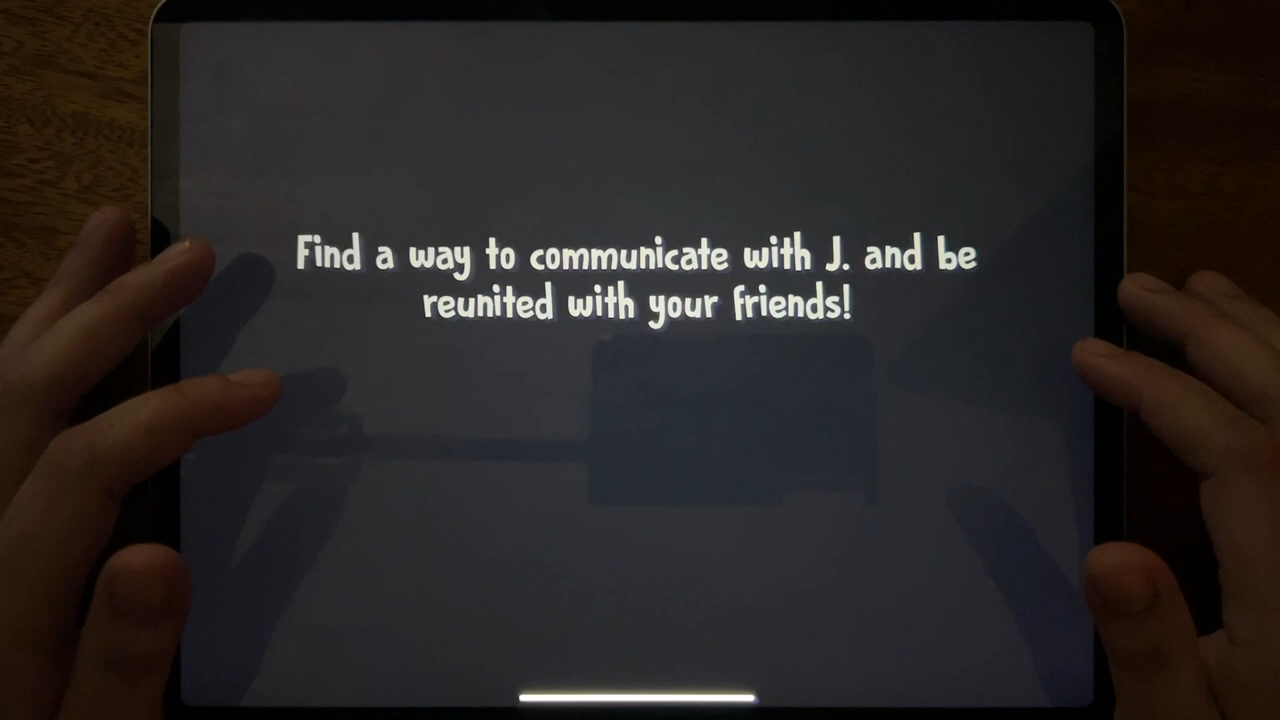 Find a way to communicate with J. and be
reunited with your friends!